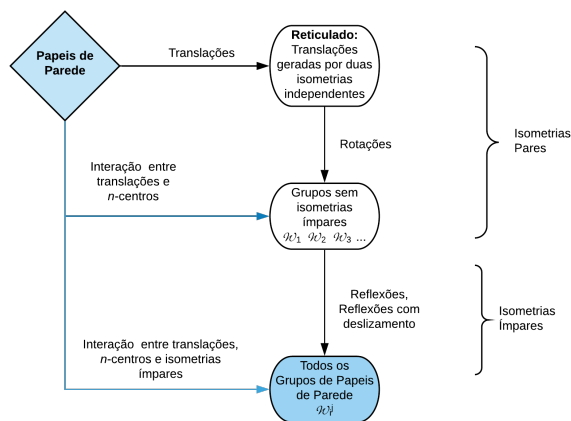 Papeis de
Parede
Translações
Reticulado:
Translações
geradas por duas
isometrias
independentes
Isometrias
Pares
Rotações
Interação entre
translações e
n-centros
Grupos sem
isometrias
ímpares
𝒲₁ 𝒲₂ 𝒲₃ ...
Reflexões,
Reflexões com
deslizamento
Isometrias
Ímpares
Interação entre translações,
n-centros e isometrias
ímpares
Todos os
Grupos de Papeis
de Parede
𝒲ᵢʲ